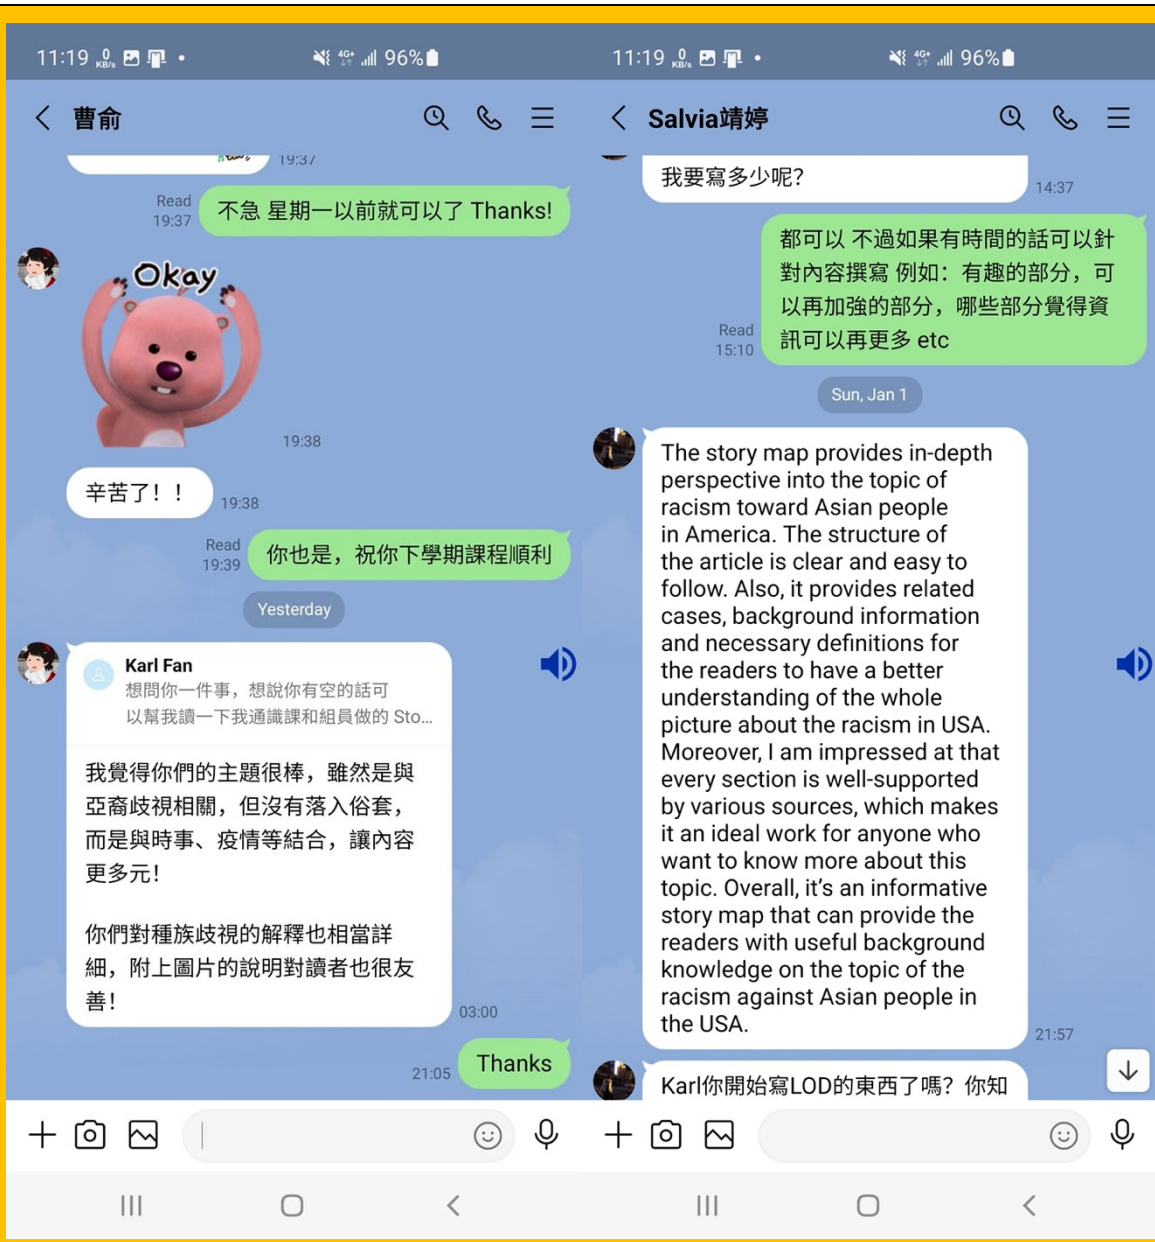 11:19 0 KB/s 4G+ 96%
曹俞
19:37
Read
19:37
不急 星期一以前就可以了 Thanks!
Okay
19:38
辛苦了！！
19:38
Read
19:39
你也是，祝你下學期課程順利
Yesterday
Karl Fan
想問你一件事，想說你有空的話可
以幫我讀一下我通識課和組員做的 Sto...
我覺得你們的主題很棒，雖然是與
亞裔歧視相關，但沒有落入俗套，
而是與時事、疫情等結合，讓內容
更多元！
你們對種族歧視的解釋也相當詳
細，附上圖片的說明對讀者也很友
善！
03:00
21:05
Thanks
11:19 0 KB/s 4G+ 96%
Salvia靖婷
我要寫多少呢？
14:37
都可以 不過如果有時間的話可以針
對內容撰寫 例如：有趣的部分，可
以再加強的部分，哪些部分覺得資
訊可以再更多 etc
Read
15:10
Sun, Jan 1
The story map provides in-depth
perspective into the topic of
racism toward Asian people
in America. The structure of
the article is clear and easy to
follow. Also, it provides related
cases, background information
and necessary definitions for
the readers to have a better
understanding of the whole
picture about the racism in USA.
Moreover, I am impressed at that
every section is well-supported
by various sources, which makes
it an ideal work for anyone who
want to know more about this
topic. Overall, it's an informative
story map that can provide the
readers with useful background
knowledge on the topic of the
racism against Asian people in
the USA.
21:57
Karl你開始寫LOD的東西了嗎？你知